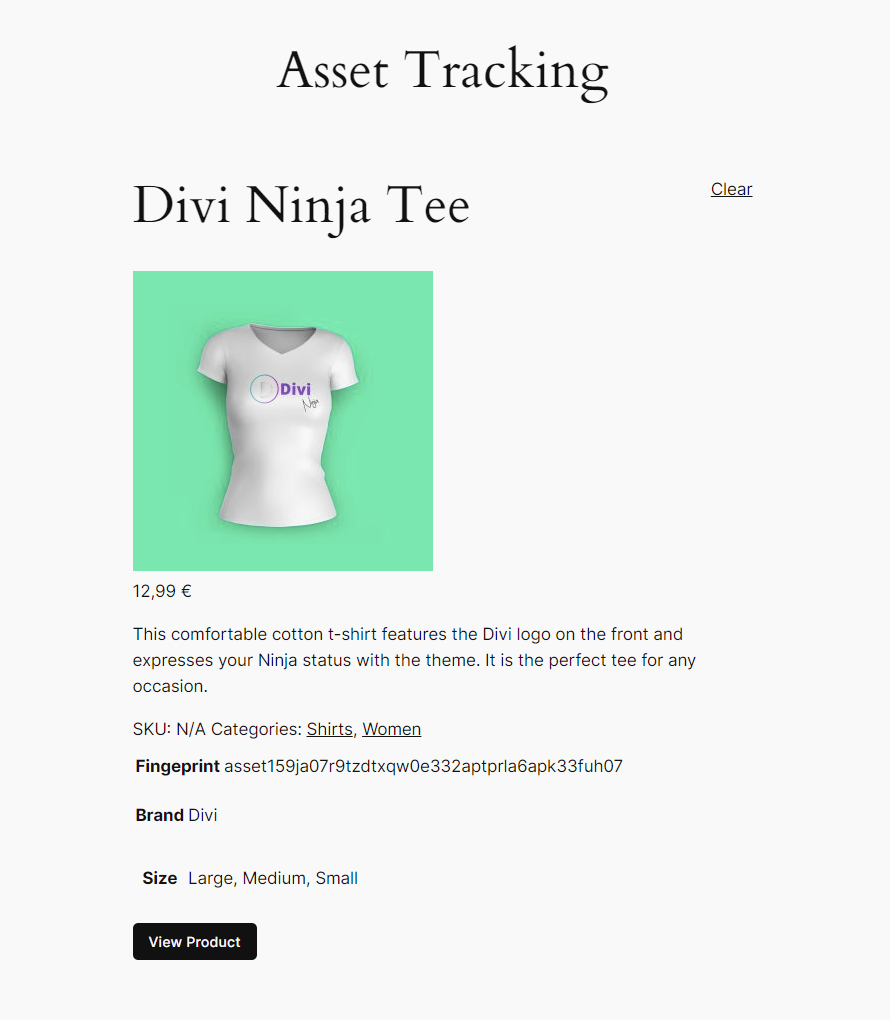 Asset Tracking
Divi Ninja Tee
Clear
D Divi
Ninja
12,99 €
This comfortable cotton t-shirt features the Divi logo on the front and
expresses your Ninja status with the theme. It is the perfect tee for any
occasion.
SKU: N/A Categories: Shirts, Women
Fingeprint asset159ja07r9tzdtxqw0e332aptprla6apk33fuh07
Brand Divi
Size Large, Medium, Small
View Product